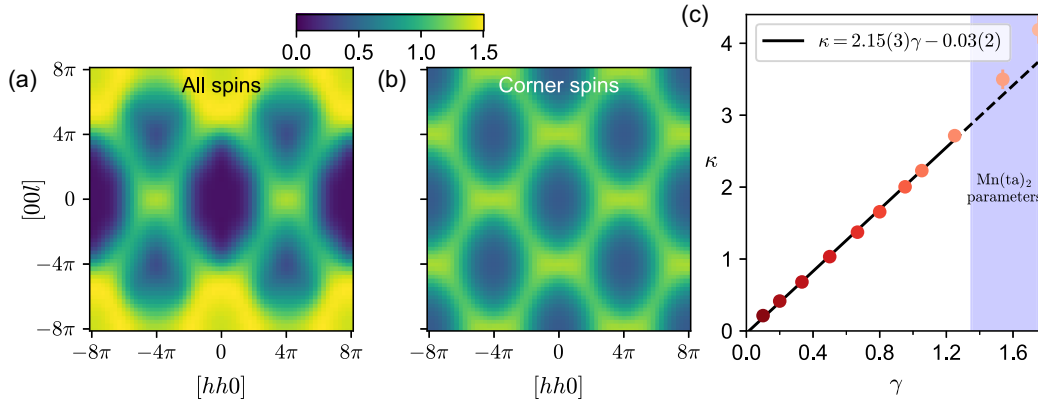 0.0 0.5 1.0 1.5
(a)
All spins
8π
4π
0
−4π
−8π
[00l]
−8π −4π 0 4π 8π
[hh0]
(b)
Corner spins
−8π −4π 0 4π 8π
[hh0]
(c)
κ = 2.15(3)γ − 0.03(2)
4
3
2
1
0
κ
Mn(ta)₂
parameters
0.0 0.4 0.8 1.2 1.6
γ